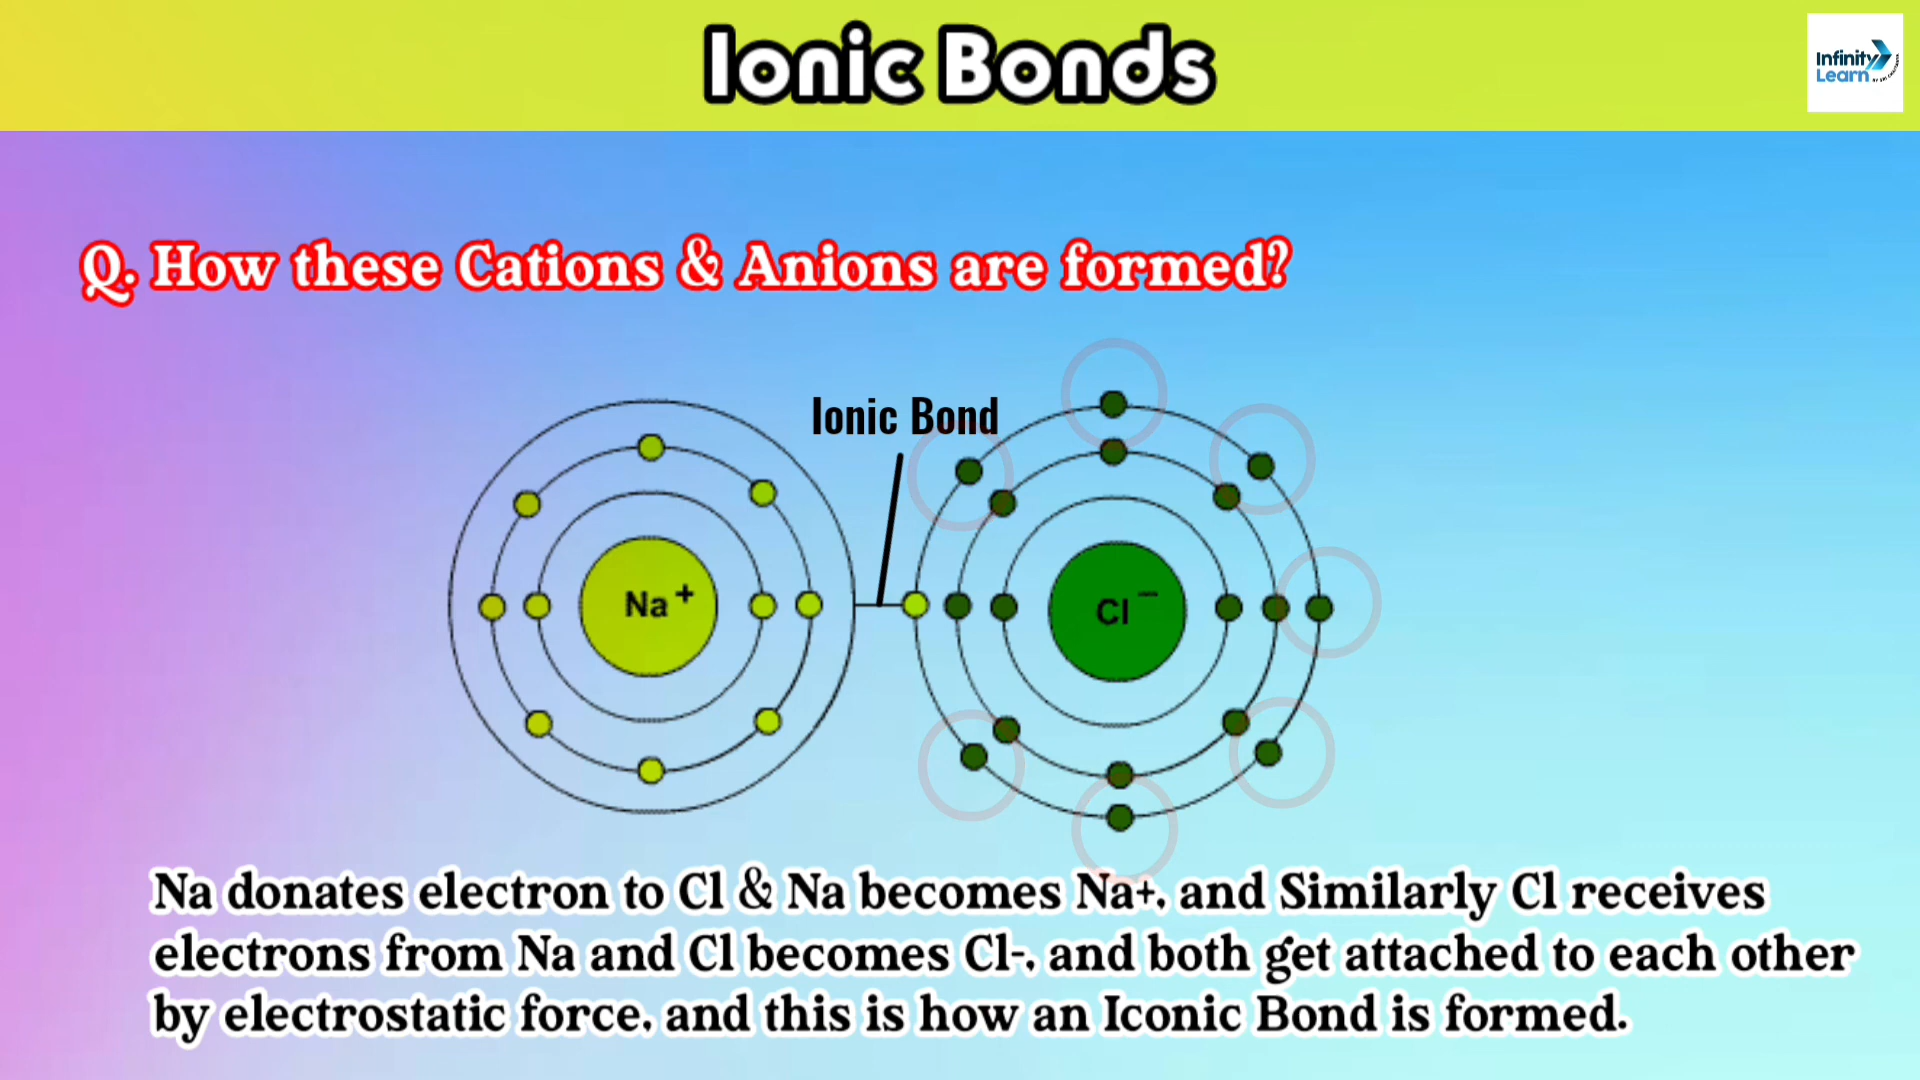 Ionic Bonds
Infinity
Learn
Q. How these Cations & Anions are formed?
Ionic Bond
Na +
Cl −
Na donates electron to Cl & Na becomes Na+, and Similarly Cl receives
electrons from Na and Cl becomes Cl-, and both get attached to each other
by electrostatic force, and this is how an Iconic Bond is formed.